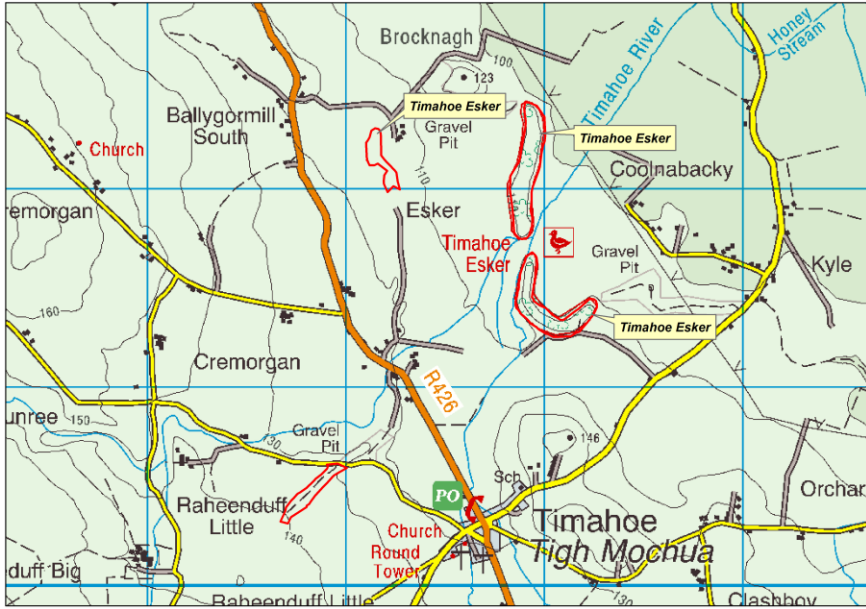 Brocknagh
100
123
Timahoe River
Honey
Stream
Timahoe Esker
Ballygormill
South
Gravel
Pit
Timahoe Esker
Church
110
Coolnabacky
remorgan
Esker
Timahoe
Esker
Gravel
Pit
Kyle
160
Timahoe Esker
Cremorgan
R426
unree
150
130
Gravel
Pit
146
Sch
PO
Raheenduff
Little
Orchar
140
Church
Round
Tower
Timahoe
Tigh Mochua
duff Big
Raheenduff Little
130
Clashboy